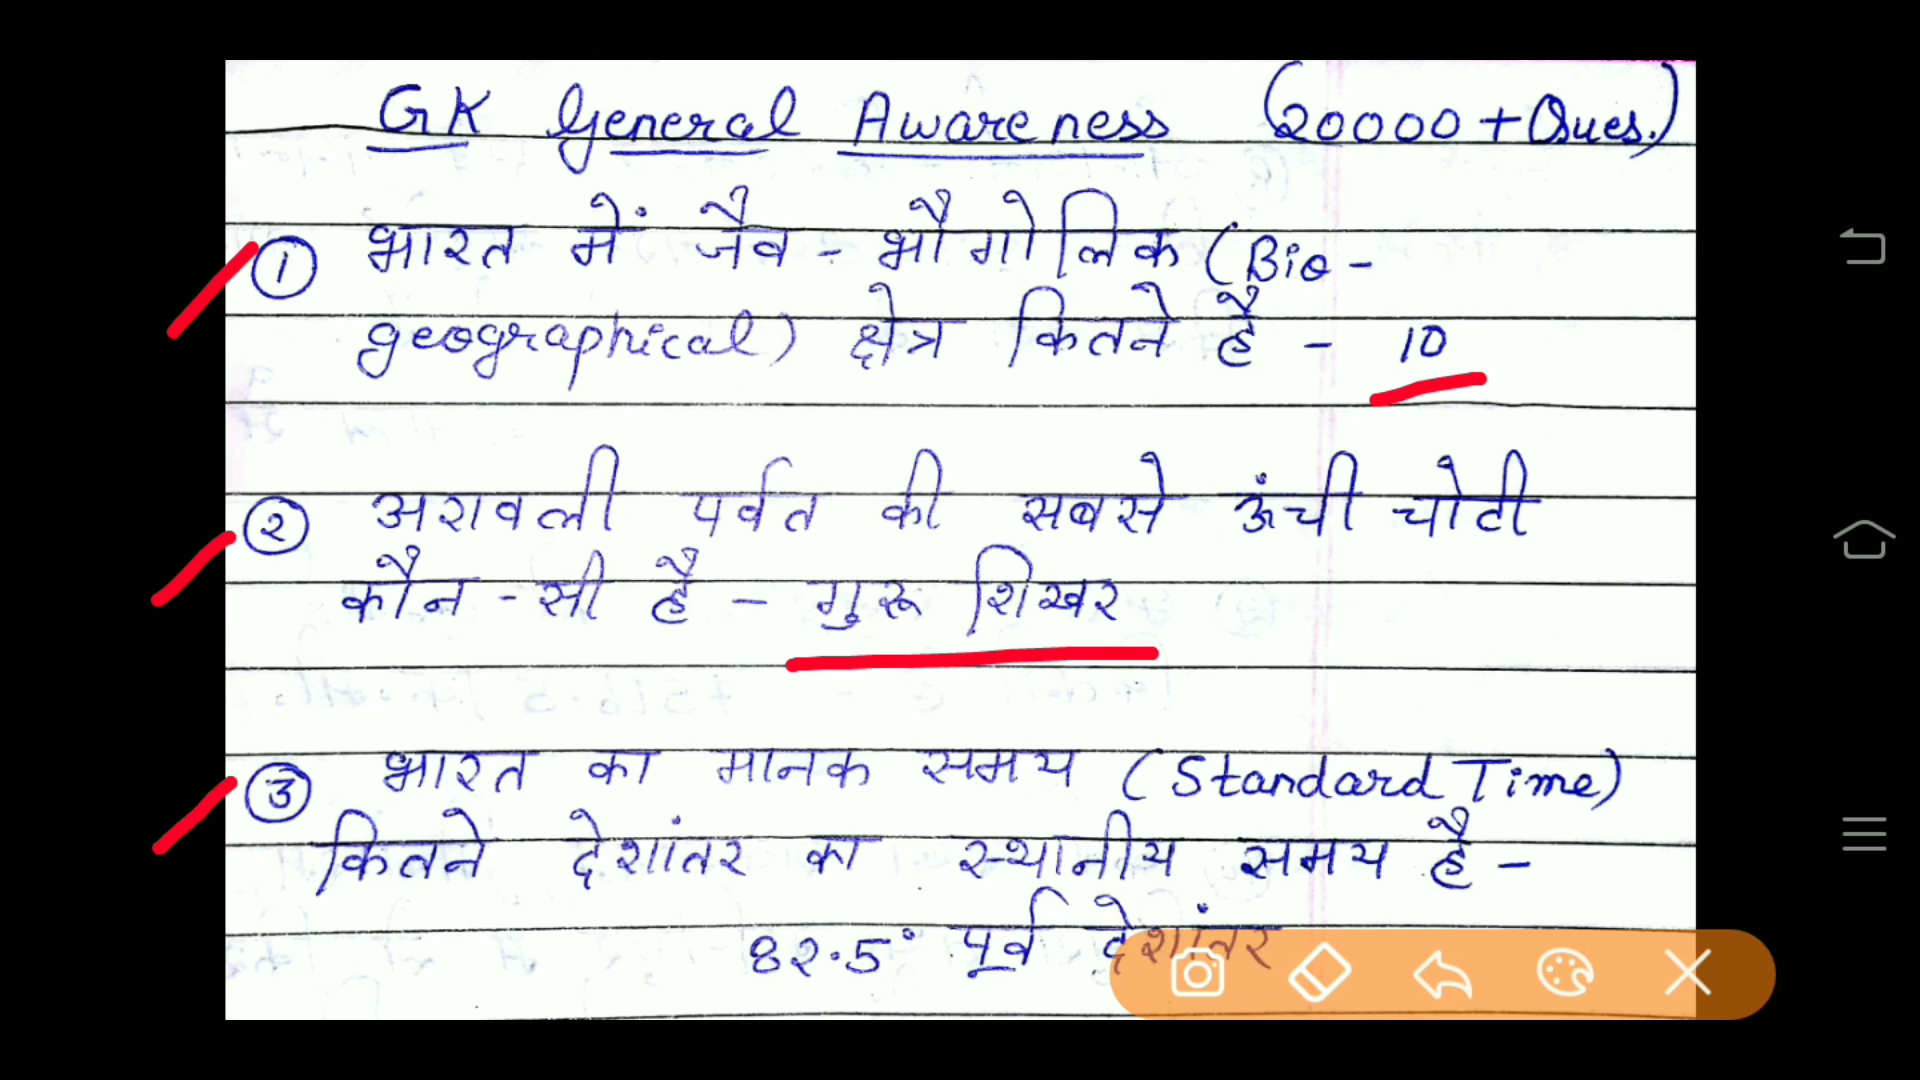 GK General Awareness (20000+Ques.)
① भारत में जैव - भौगोलिक (Bio -
geographical) क्षेत्र कितने है - 10
② अरावली पर्वत की सबसे ऊंची चोटी
कौन - सी है - गुरू शिखर
③ भारत का मानक समय (Standard Time)
कितने देशांतर का स्थानीय समय है -
82.5° पूर्व देशांतर